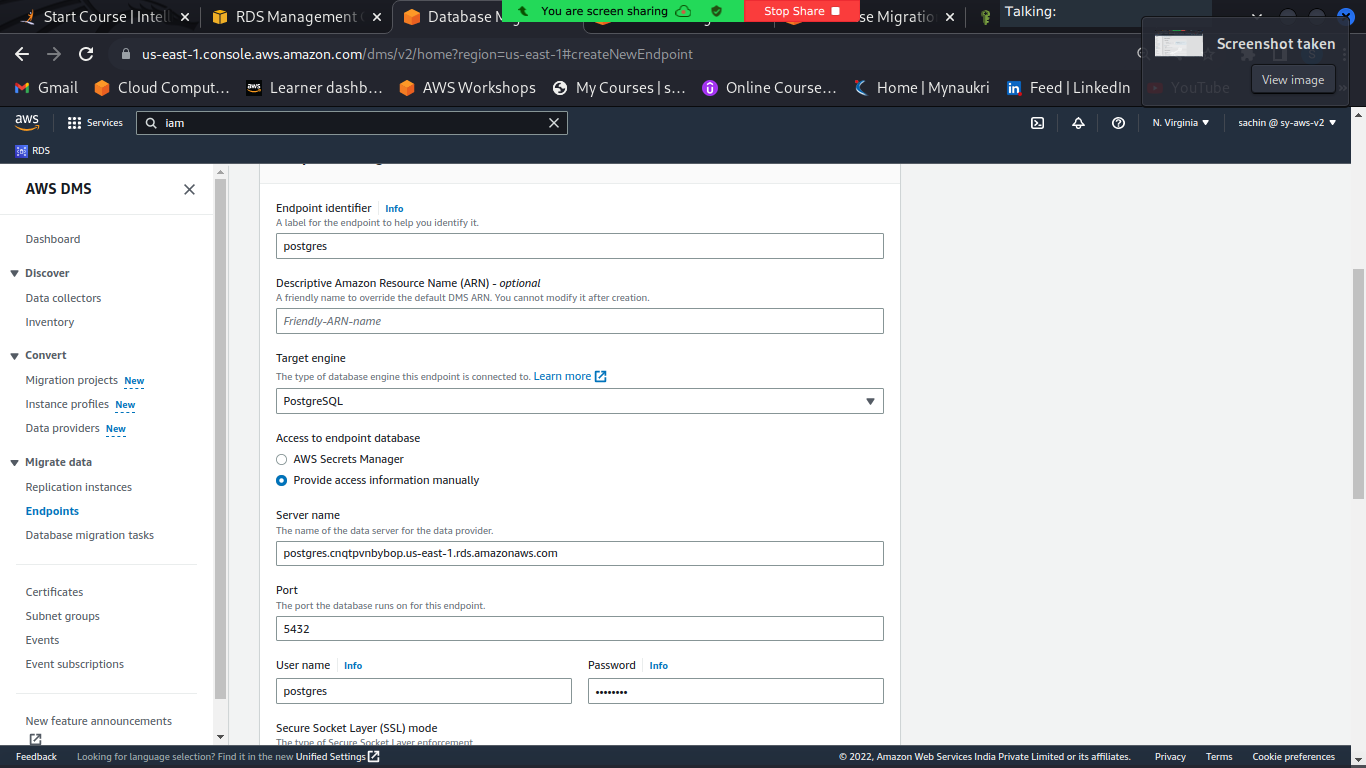 Start Course | Intell
RDS Management C
Database M
You are screen sharing
Stop Share
se Migration
Talking:
Screenshot taken
View image
us-east-1.console.aws.amazon.com/dms/v2/home?region=us-east-1#createNewEndpoint
Gmail
Cloud Comput...
aws
Learner dashb...
AWS Workshops
My Courses | s...
Online Course...
Home | Mynaukri
Feed | LinkedIn
YouTube
aws
Services
iam
N. Virginia
sachin @ sy-aws-v2
RDS
AWS DMS
Dashboard
Discover
Data collectors
Inventory
Convert
Migration projects New
Instance profiles New
Data providers New
Migrate data
Replication instances
Endpoints
Database migration tasks
Certificates
Subnet groups
Events
Event subscriptions
New feature announcements
Endpoint identifier Info
A label for the endpoint to help you identify it.
postgres
Descriptive Amazon Resource Name (ARN) - optional
A friendly name to override the default DMS ARN. You cannot modify it after creation.
Friendly-ARN-name
Target engine
The type of database engine this endpoint is connected to. Learn more
PostgreSQL
Access to endpoint database
AWS Secrets Manager
Provide access information manually
Server name
The name of the data server for the data provider.
postgres.cnqtpvnbybop.us-east-1.rds.amazonaws.com
Port
The port the database runs on for this endpoint.
5432
User name Info
Password Info
postgres
••••••••
Secure Socket Layer (SSL) mode
The type of Secure Socket Layer enforcement
Feedback
Looking for language selection? Find it in the new Unified Settings
© 2022, Amazon Web Services India Private Limited or its affiliates.
Privacy
Terms
Cookie preferences